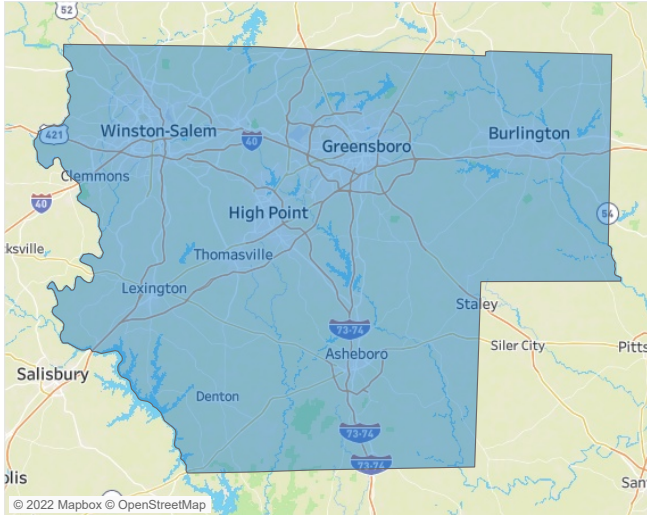 52
421
Winston-Salem
40
Greensboro
Burlington
Clemmons
40
High Point
54
cksville
Thomasville
Lexington
Staley
73-74
Siler City
Pitts
Asheboro
Salisbury
Denton
73-74
73-74
olis
San
© 2022 Mapbox © OpenStreetMap